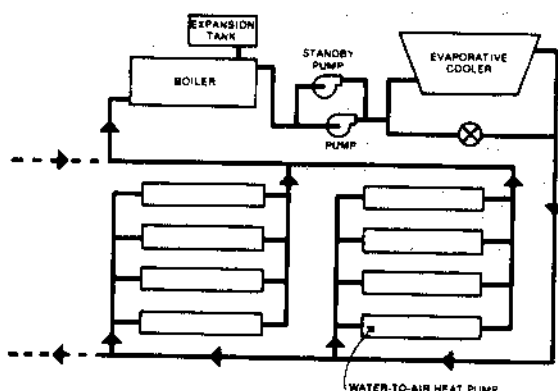 EXPANSION
TANK
BOILER
STANDBY
PUMP
PUMP
EVAPORATIVE
COOLER
WATER-TO-AIR HEAT PUMP